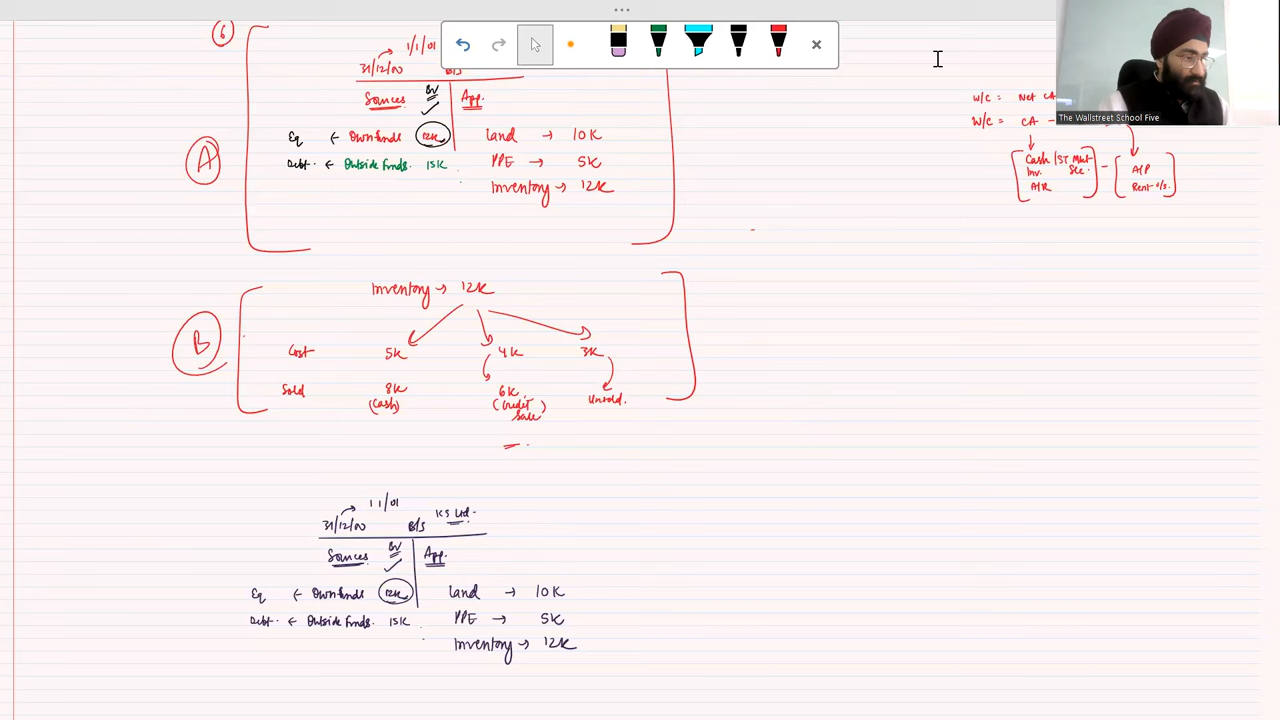 6
1/1/01
31/12/00 B/S
Sources BV App.
Eq ← Own funds 12K Land → 10K
Debt ← Outside funds. 15K PPE → 5K
Inventory → 12K
A
W/C = Net CA
W/C = CA -
Cash/ST Mkt Sec. - A/P
Inv. Rent o/s.
A/R
The Wallstreet School Five
B
Inventory → 12K
Cost 5K 4K 3K
Sold 8K 6K Unsold.
(Cash) (Credit Sale)
1/1/01
31/12/00 B/S KS Ltd.
Sources BV App.
Eq ← Own funds 12K Land → 10K
Debt ← Outside funds. 15K PPE → 5K
Inventory → 12K